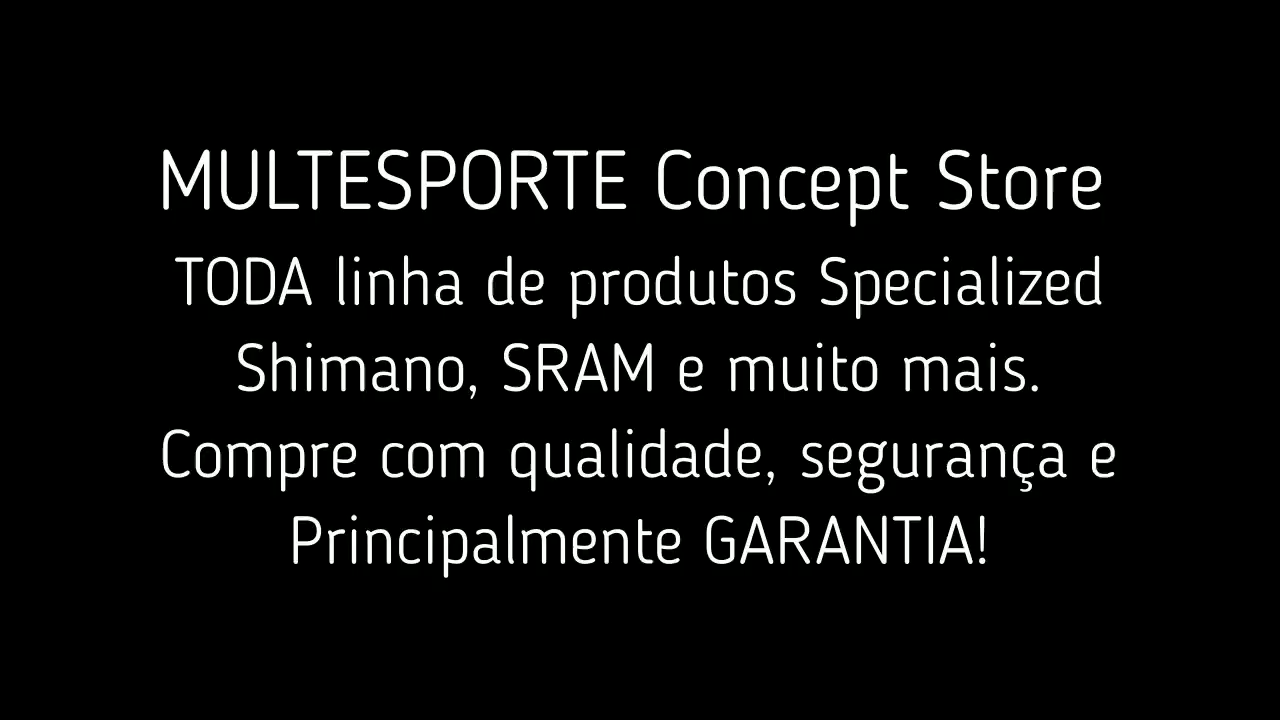 MULTESPORTE Concept Store
TODA linha de produtos Specialized
Shimano, SRAM e muito mais.
Compre com qualidade, segurança e
Principalmente GARANTIA!